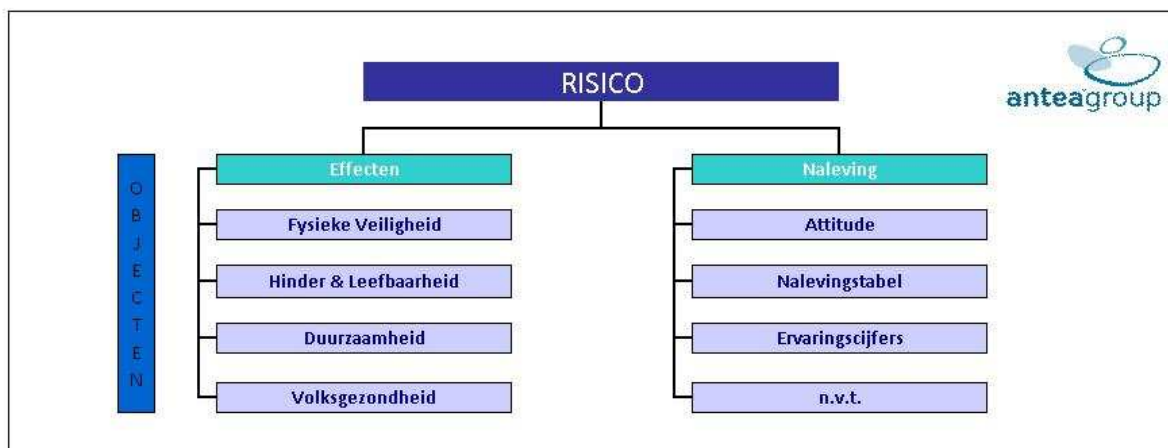 RISICO
anteagroup
OBJECTEN
Effecten
Fysieke Veiligheid
Hinder & Leefbaarheid
Duurzaamheid
Volksgezondheid
Naleving
Attitude
Nalevingstabel
Ervaringscijfers
n.v.t.